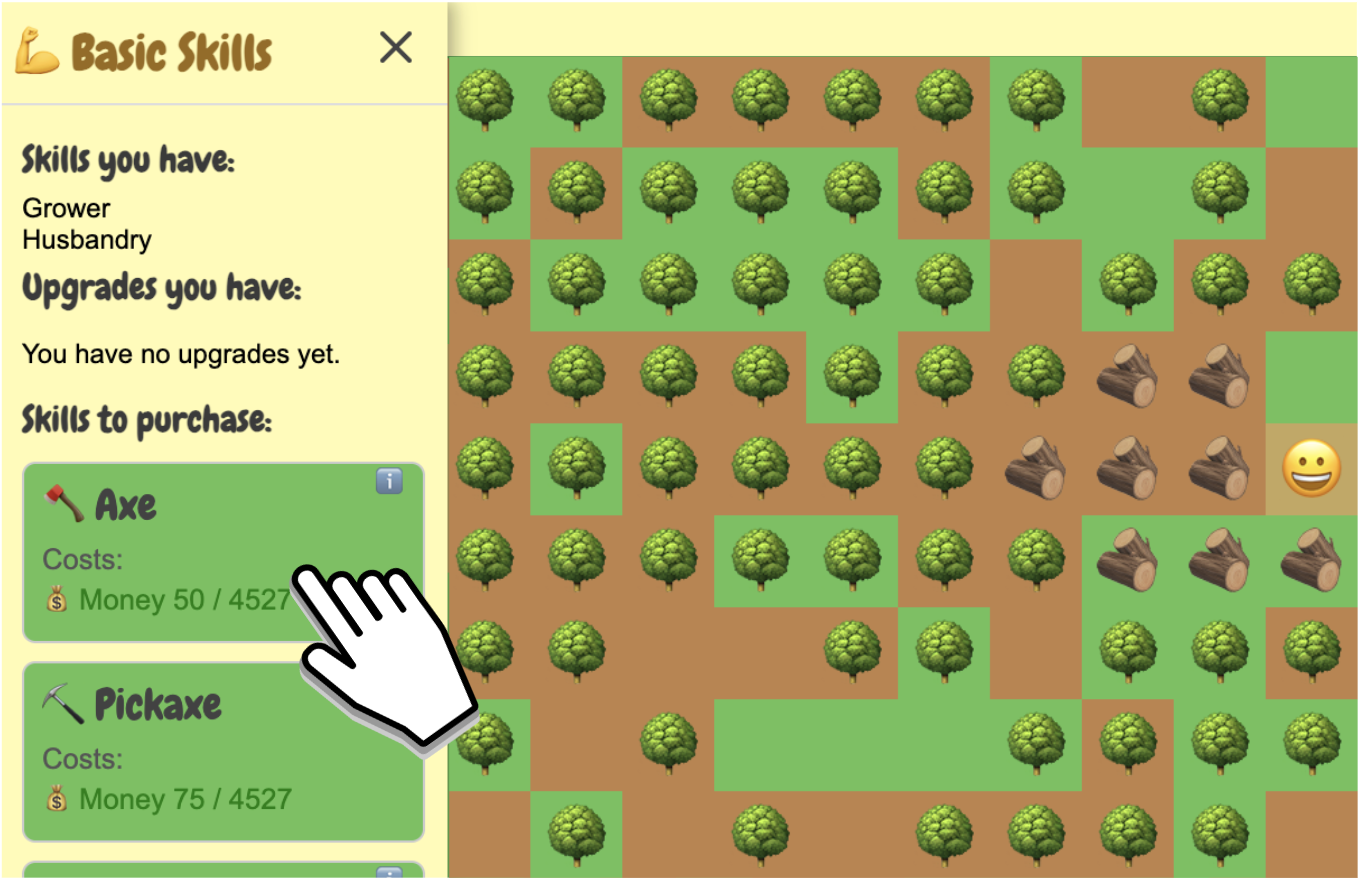 Basic Skills
Skills you have:
Grower
Husbandry
Upgrades you have:
You have no upgrades yet.
Skills to purchase:
Axe
Costs:
Money 50 / 4527
Pickaxe
Costs:
Money 75 / 4527